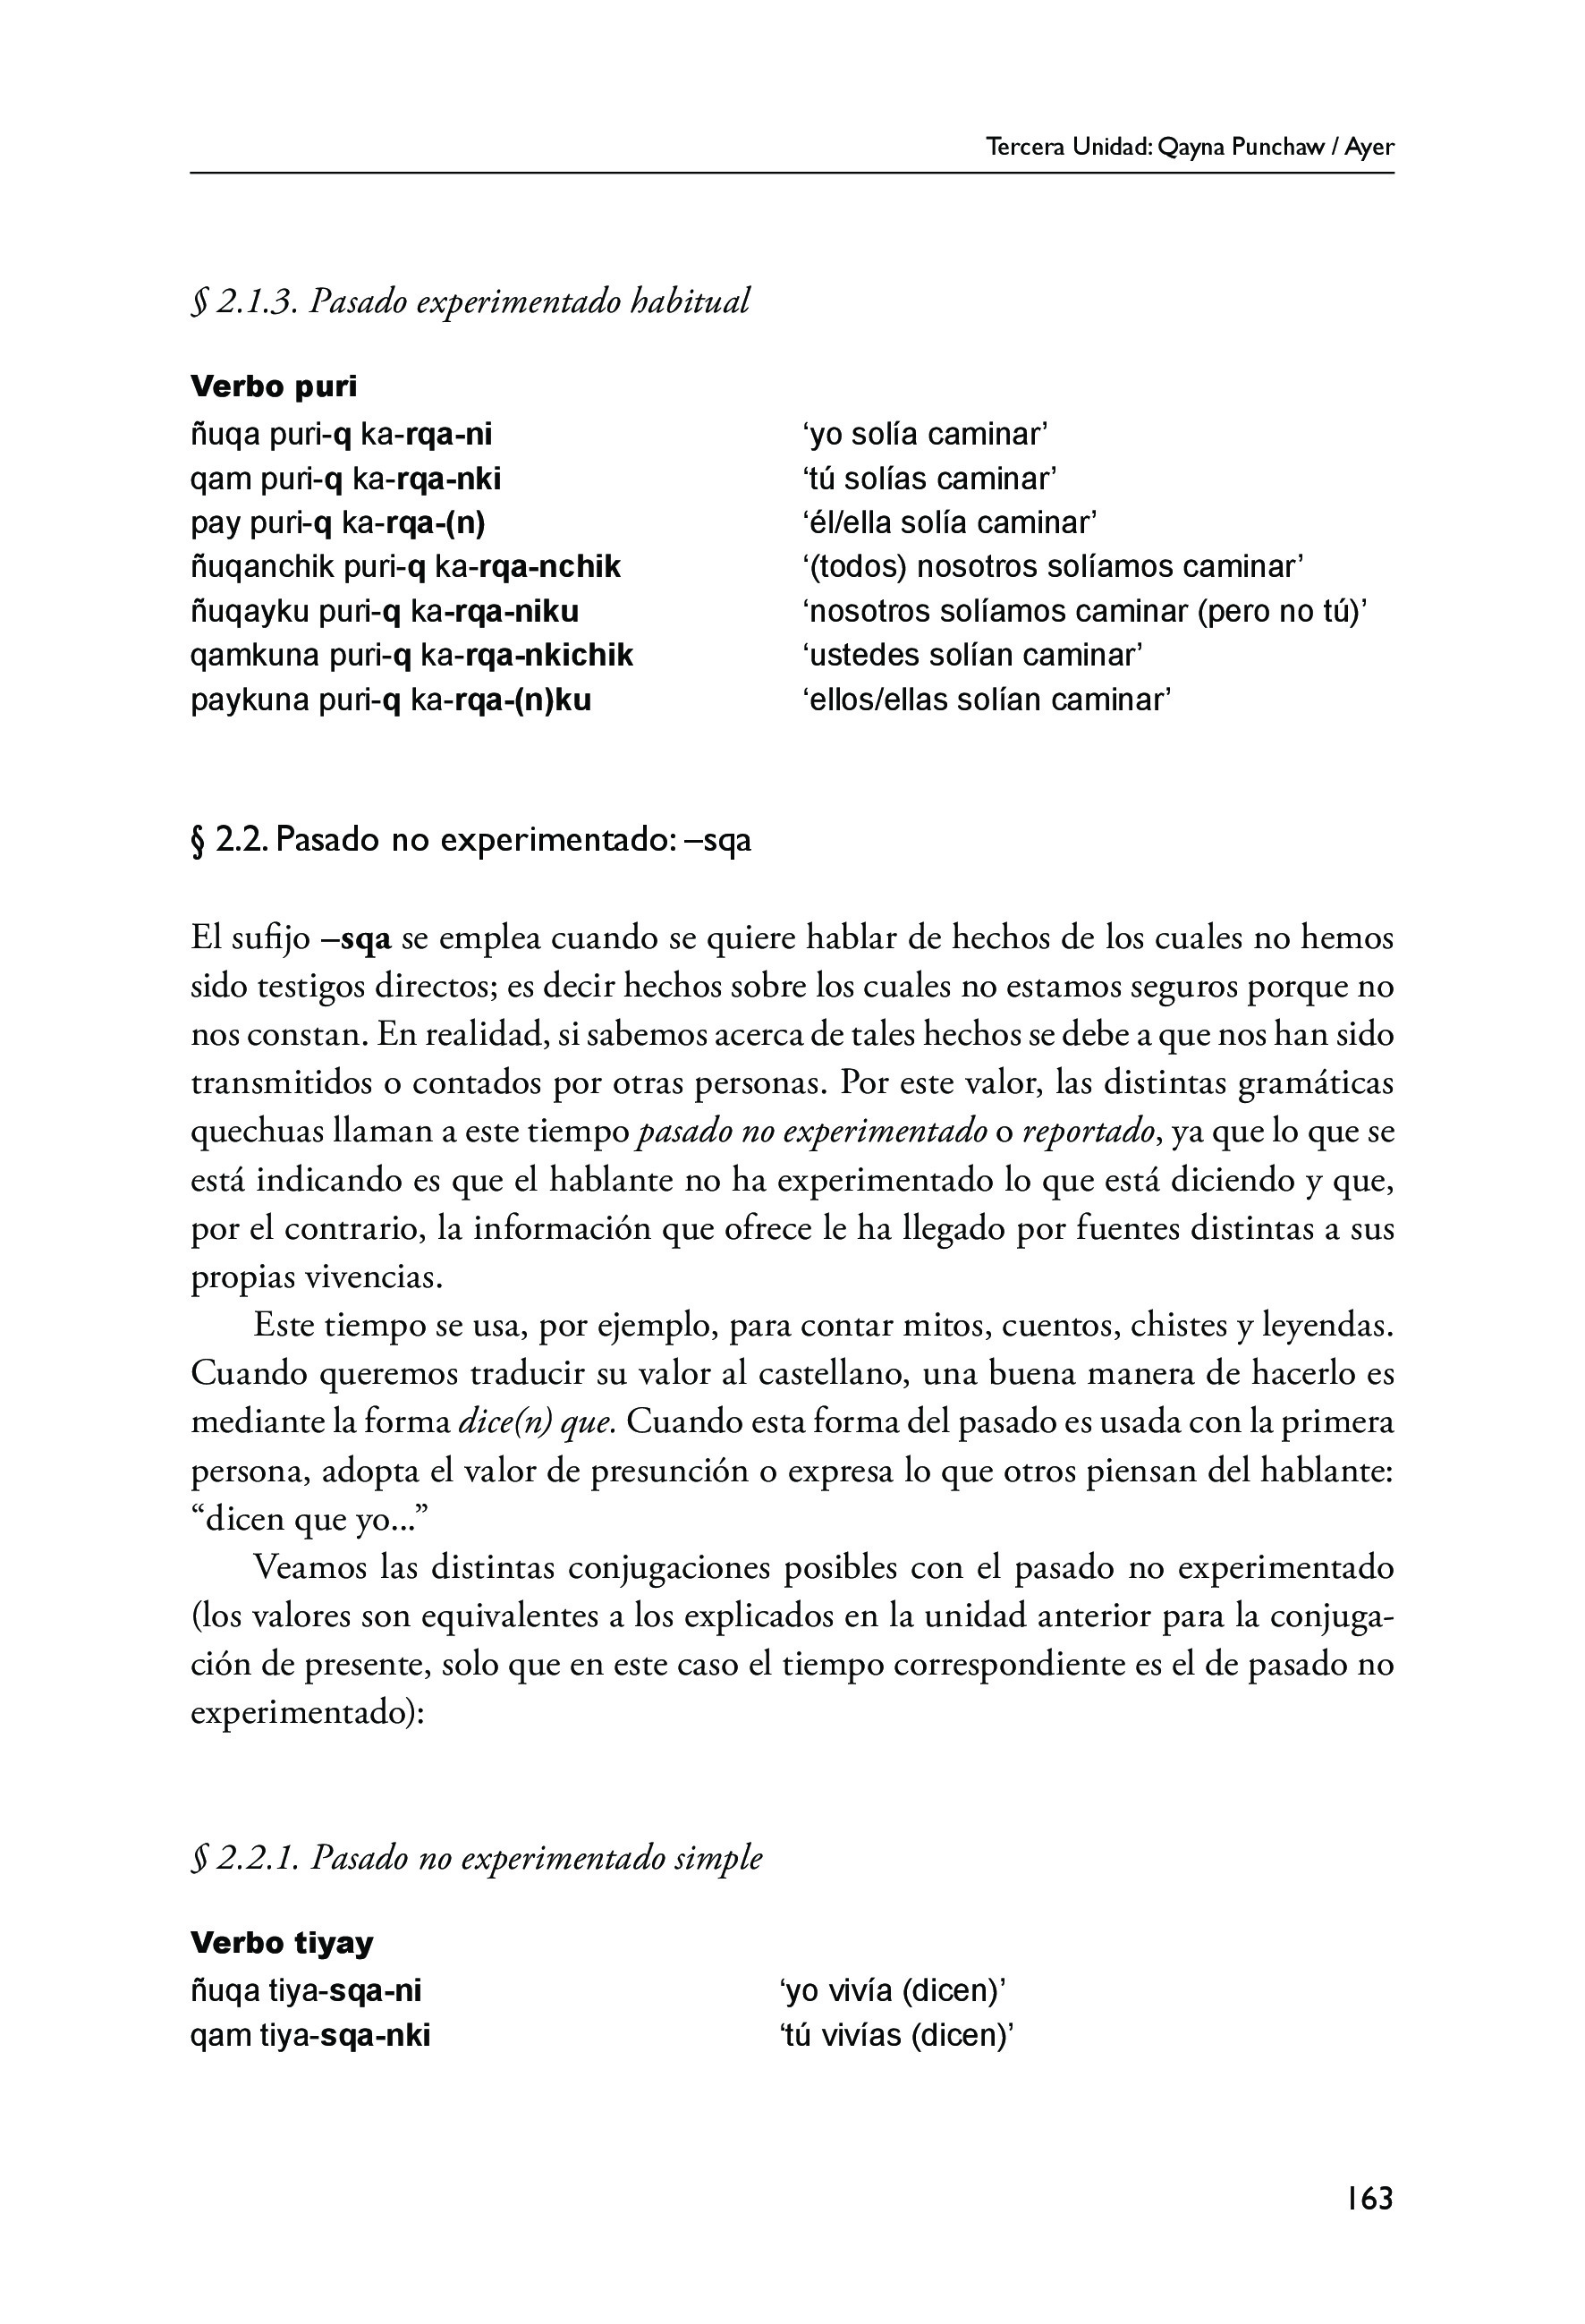 Tercera Unidad: Qayna Punchaw / Ayer
§ 2.1.3. Pasado experimentado habitual
Verbo puri
ñuqa puri-q ka-rqa-ni ‘yo solía caminar’
qam puri-q ka-rqa-nki ‘tú solías caminar’
pay puri-q ka-rqa-(n) ‘él/ella solía caminar’
ñuqanchik puri-q ka-rqa-nchik ‘(todos) nosotros solíamos caminar’
ñuqayku puri-q ka-rqa-niku ‘nosotros solíamos caminar (pero no tú)’
qamkuna puri-q ka-rqa-nkichik ‘ustedes solían caminar’
paykuna puri-q ka-rqa-(n)ku ‘ellos/ellas solían caminar’
§ 2.2. Pasado no experimentado: –sqa
El sufijo –sqa se emplea cuando se quiere hablar de hechos de los cuales no hemos
sido testigos directos; es decir hechos sobre los cuales no estamos seguros porque no
nos constan. En realidad, si sabemos acerca de tales hechos se debe a que nos han sido
transmitidos o contados por otras personas. Por este valor, las distintas gramáticas
quechuas llaman a este tiempo pasado no experimentado o reportado, ya que lo que se
está indicando es que el hablante no ha experimentado lo que está diciendo y que,
por el contrario, la información que ofrece le ha llegado por fuentes distintas a sus
propias vivencias.
Este tiempo se usa, por ejemplo, para contar mitos, cuentos, chistes y leyendas.
Cuando queremos traducir su valor al castellano, una buena manera de hacerlo es
mediante la forma dice(n) que. Cuando esta forma del pasado es usada con la primera
persona, adopta el valor de presunción o expresa lo que otros piensan del hablante:
“dicen que yo...”
Veamos las distintas conjugaciones posibles con el pasado no experimentado
(los valores son equivalentes a los explicados en la unidad anterior para la conjuga-
ción de presente, solo que en este caso el tiempo correspondiente es el de pasado no
experimentado):
§ 2.2.1. Pasado no experimentado simple
Verbo tiyay
ñuqa tiya-sqa-ni ‘yo vivía (dicen)’
qam tiya-sqa-nki ‘tú vivías (dicen)’
163